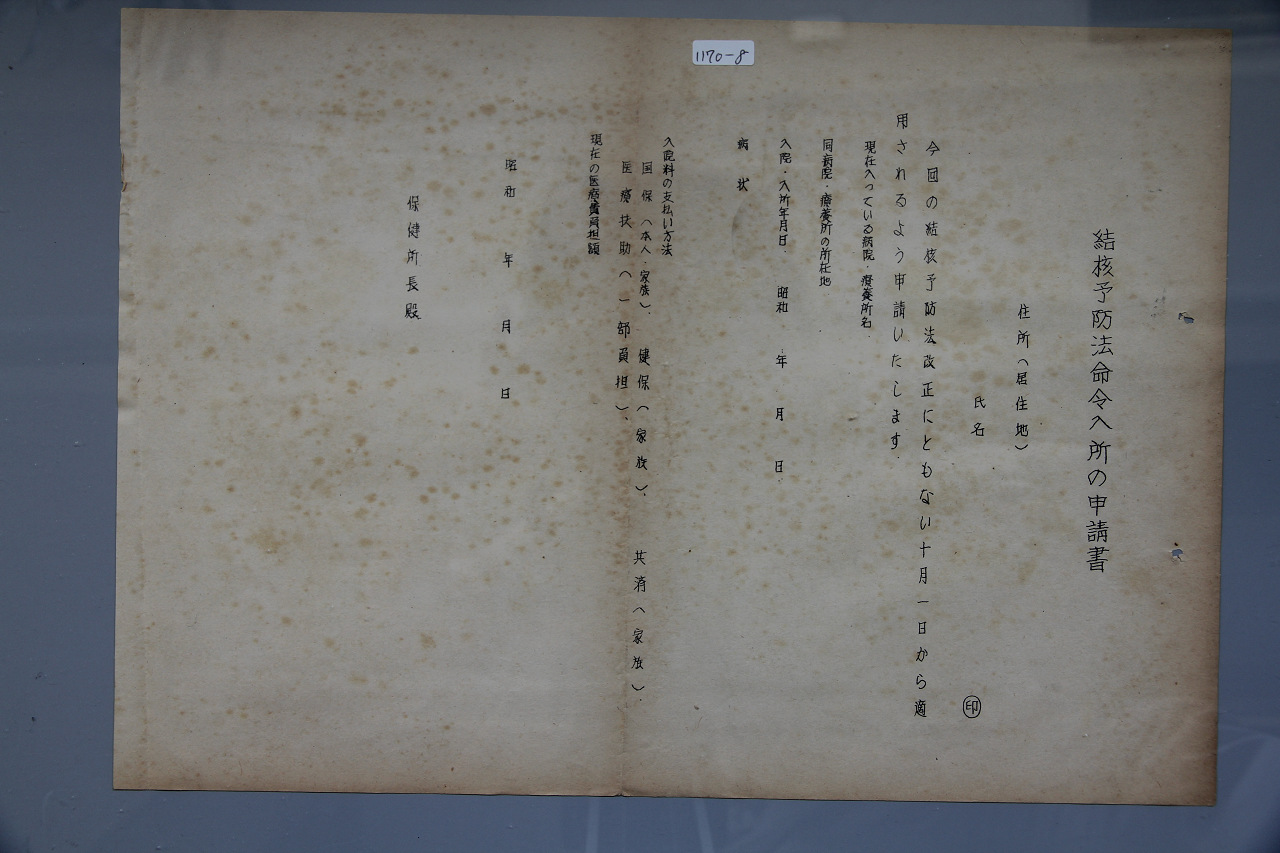 1170-8
結核予防法命令入所の申請書
住所(居住地)
氏名 印
今回の結核予防法改正にともない十月一日から適
用されるよう申請いたします.
現在入っている病院・療養所名.
同病院・療養所の所在地
入院・入所年月日. 昭和 年 月 日.
病状
入院料の支払い方法
国保(本人・家族). 健保(家族). 共済(家族).
医療扶助(一部負担).
現在の医療費負担額
昭和 年 月 日
保健所長殿.